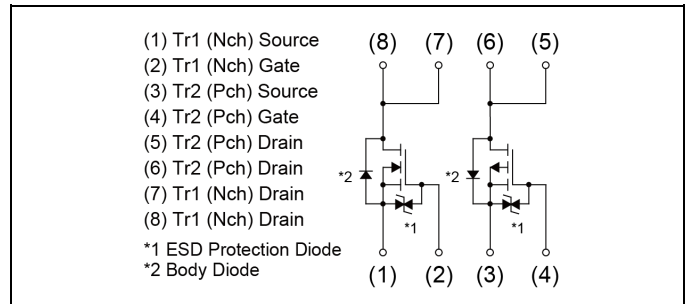 (1) Tr1 (Nch) Source
(2) Tr1 (Nch) Gate
(3) Tr2 (Pch) Source
(4) Tr2 (Pch) Gate
(5) Tr2 (Pch) Drain
(6) Tr2 (Pch) Drain
(7) Tr1 (Nch) Drain
(8) Tr1 (Nch) Drain
*1 ESD Protection Diode
*2 Body Diode
(8) (7) (6) (5)
*2 *2
*1 *1
(1) (2) (3) (4)